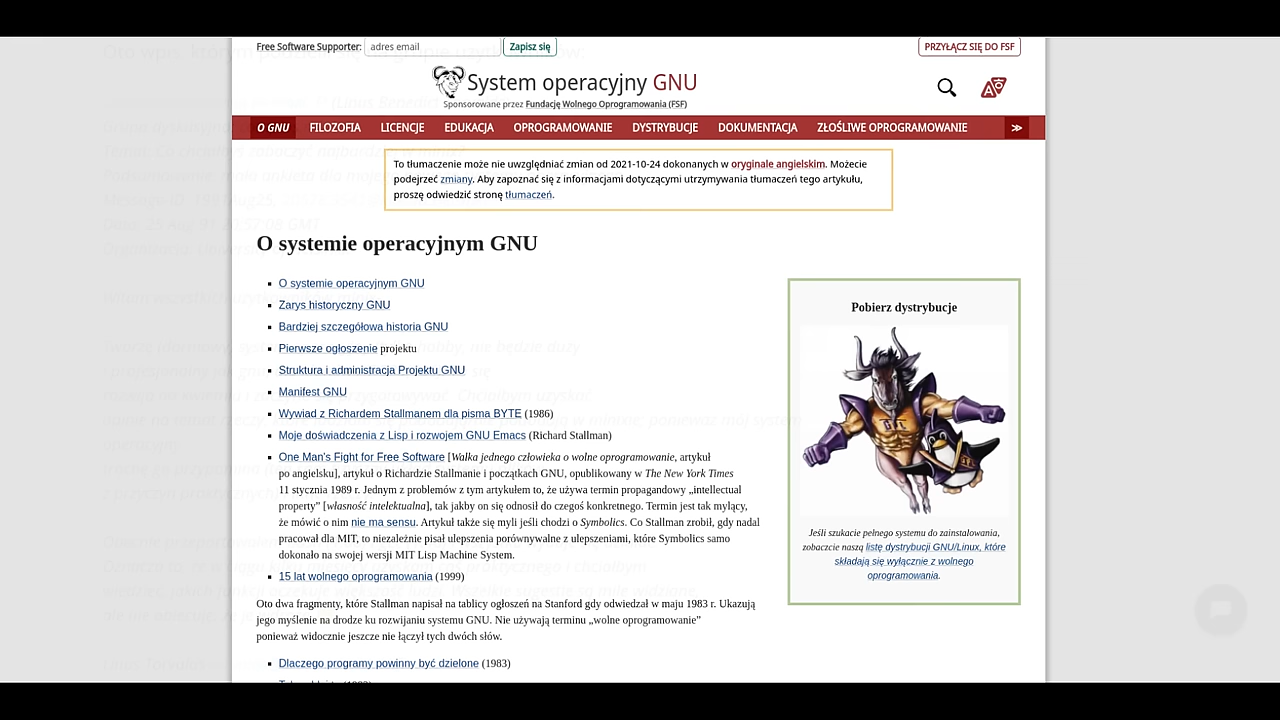 Free Software Supporter: adres email Zapisz się PRZYŁĄCZ SIĘ DO FSF
System operacyjny GNU
Sponsorowane przez Fundację Wolnego Oprogramowania (FSF)
O GNU FILOZOFIA LICENCJE EDUKACJA OPROGRAMOWANIE DYSTRYBUCJE DOKUMENTACJA ZŁOŚLIWE OPROGRAMOWANIE ≫
To tłumaczenie może nie uwzględniać zmian od 2021-10-24 dokonanych w oryginale angielskim. Możecie
podejrzeć zmiany. Aby zapoznać się z informacjami dotyczącymi utrzymywania tłumaczeń tego artykułu,
proszę odwiedzić stronę tłumaczeń.
O systemie operacyjnym GNU
O systemie operacyjnym GNU
Zarys historyczny GNU
Bardziej szczegółowa historia GNU
Pierwsze ogłoszenie projektu
Struktura i administracja Projektu GNU
Manifest GNU
Wywiad z Richardem Stallmanem dla pisma BYTE (1986)
Moje doświadczenia z Lisp i rozwojem GNU Emacs (Richard Stallman)
One Man's Fight for Free Software [Walka jednego człowieka o wolne oprogramowanie, artykuł
po angielsku], artykuł o Richardzie Stallmanie i początkach GNU, opublikowany w The New York Times
11 stycznia 1989 r. Jednym z problemów z tym artykułem to, że używa termin propagandowy „intellectual
property” [własność intelektualna], tak jakby on się odnosił do czegoś konkretnego. Termin jest tak mylący,
że mówić o nim nie ma sensu. Artykuł także się myli jeśli chodzi o Symbolics. Co Stallman zrobił, gdy nadal
pracował dla MIT, to niezależnie pisał ulepszenia porównywalne z ulepszeniami, które Symbolics samo
dokonało na swojej wersji MIT Lisp Machine System.
15 lat wolnego oprogramowania (1999)
Oto dwa fragmenty, które Stallman napisał na tablicy ogłoszeń na Stanford gdy odwiedzał w maju 1983 r. Ukazują
jego myślenie na drodze ku rozwijaniu systemu GNU. Nie używają terminu „wolne oprogramowanie”
ponieważ widocznie jeszcze nie łączył tych dwóch słów.
Dlaczego programy powinny być dzielone (1983)
Pobierz dystrybucje
Jeśli szukacie pełnego systemu do zainstalowania,
zobaczcie naszą listę dystrybucji GNU/Linux, które
składają się wyłącznie z wolnego
oprogramowania.